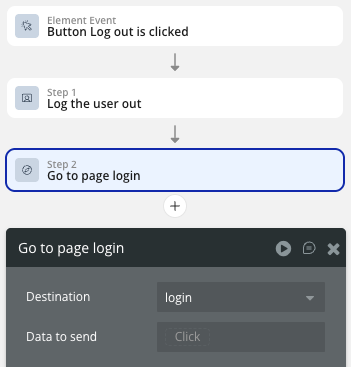 Element Event
Button Log out is clicked
Step 1
Log the user out
Step 2
Go to page login
Go to page login
Destination
login
Data to send
Click